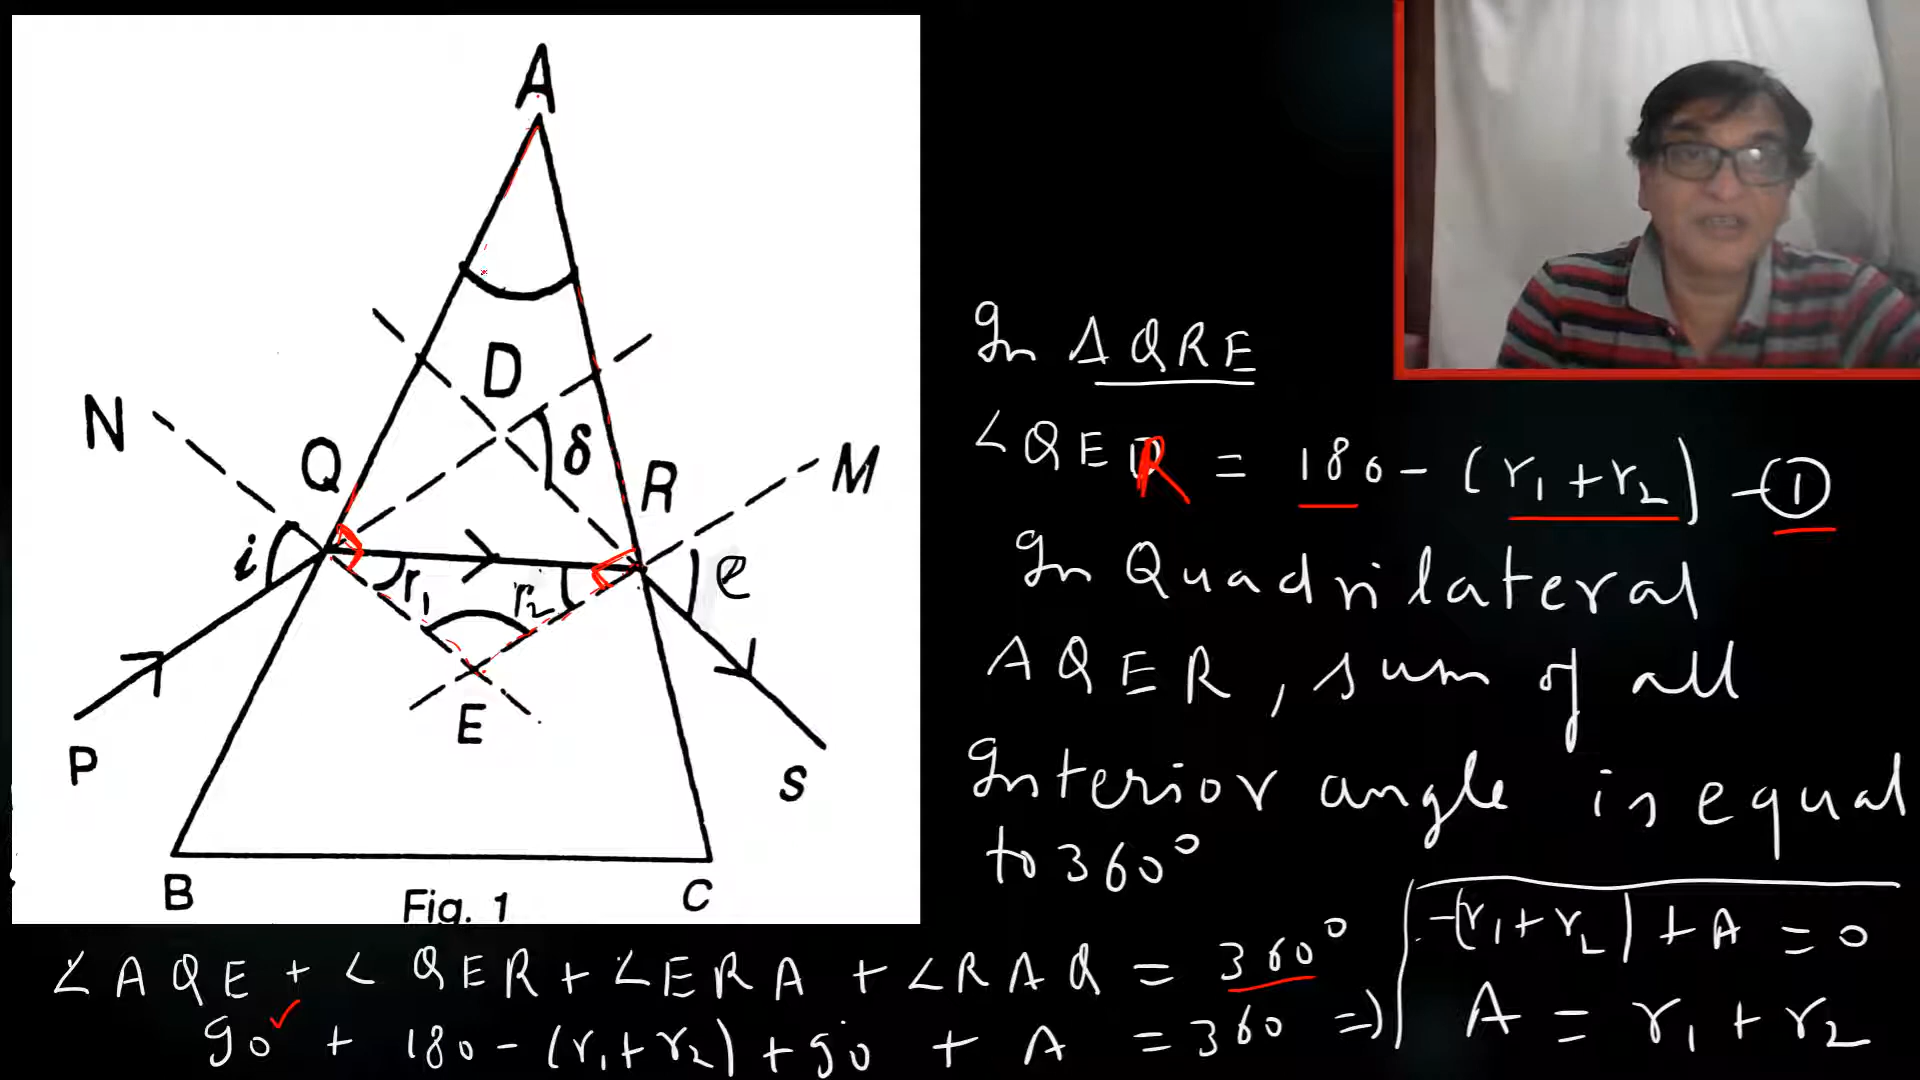 A
D
δ
N
Q
R
M
i
r₁
r₂
e
E
P
S
B
C
Fig. 1
In ΔQRE
∠QER = 180 - (r₁+r₂) -①
In Quadrilateral
AQER, sum of all
Interior angle is equal
to 360°
∠AQE + ∠QER + ∠ERA + ∠RAQ = 360°
90 + 180 - (r₁+r₂) + 90 + A = 360 ⇒
-(r₁+r₂) + A = 0
A = r₁ + r₂